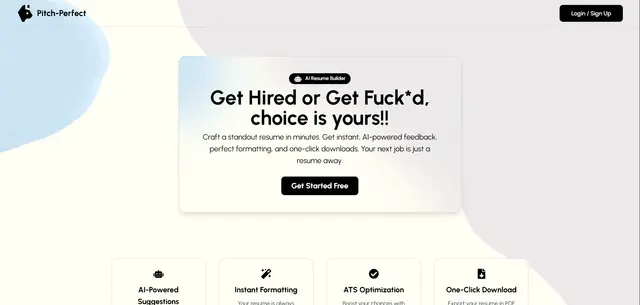 Pitch-Perfect
Login / Sign Up
AI Resume Builder
Get Hired or Get Fuck*d,
choice is yours!!
Craft a standout resume in minutes. Get instant, AI-powered feedback,
perfect formatting, and one-click downloads. Your next job is just a
resume away.
Get Started Free
AI-Powered
Suggestions
Instant Formatting
Your resume is always
ATS Optimization
Boost your chances with
One-Click Download
Export your resume in PDF